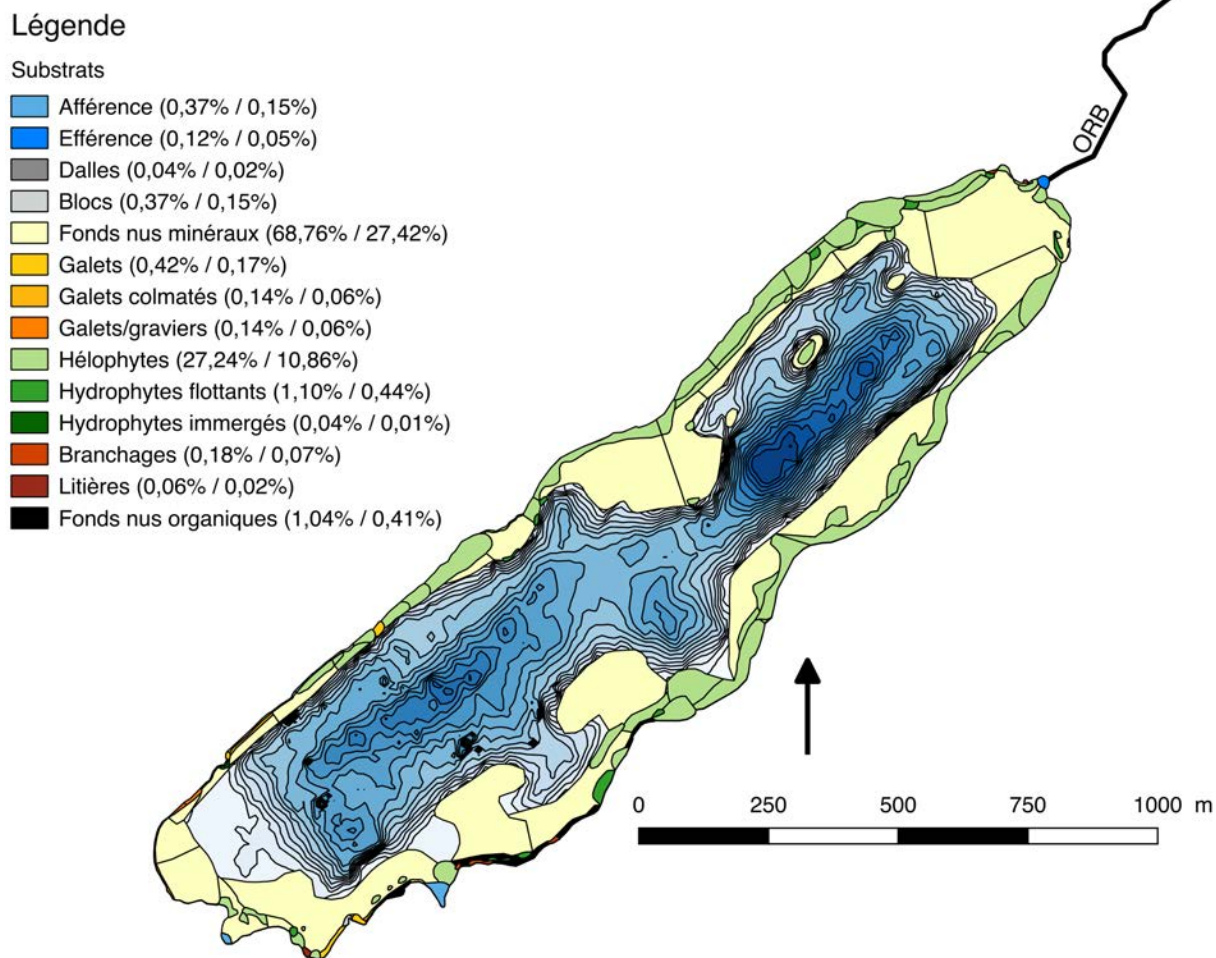 Légende
Substrats
Afférence (0,37% / 0,15%)
Efférence (0,12% / 0,05%)
Dalles (0,04% / 0,02%)
Blocs (0,37% / 0,15%)
Fonds nus minéraux (68,76% / 27,42%)
Galets (0,42% / 0,17%)
Galets colmatés (0,14% / 0,06%)
Galets/graviers (0,14% / 0,06%)
Hélophytes (27,24% / 10,86%)
Hydrophytes flottants (1,10% / 0,44%)
Hydrophytes immergés (0,04% / 0,01%)
Branchages (0,18% / 0,07%)
Litières (0,06% / 0,02%)
Fonds nus organiques (1,04% / 0,41%)
ORB
0 250 500 750 1000 m